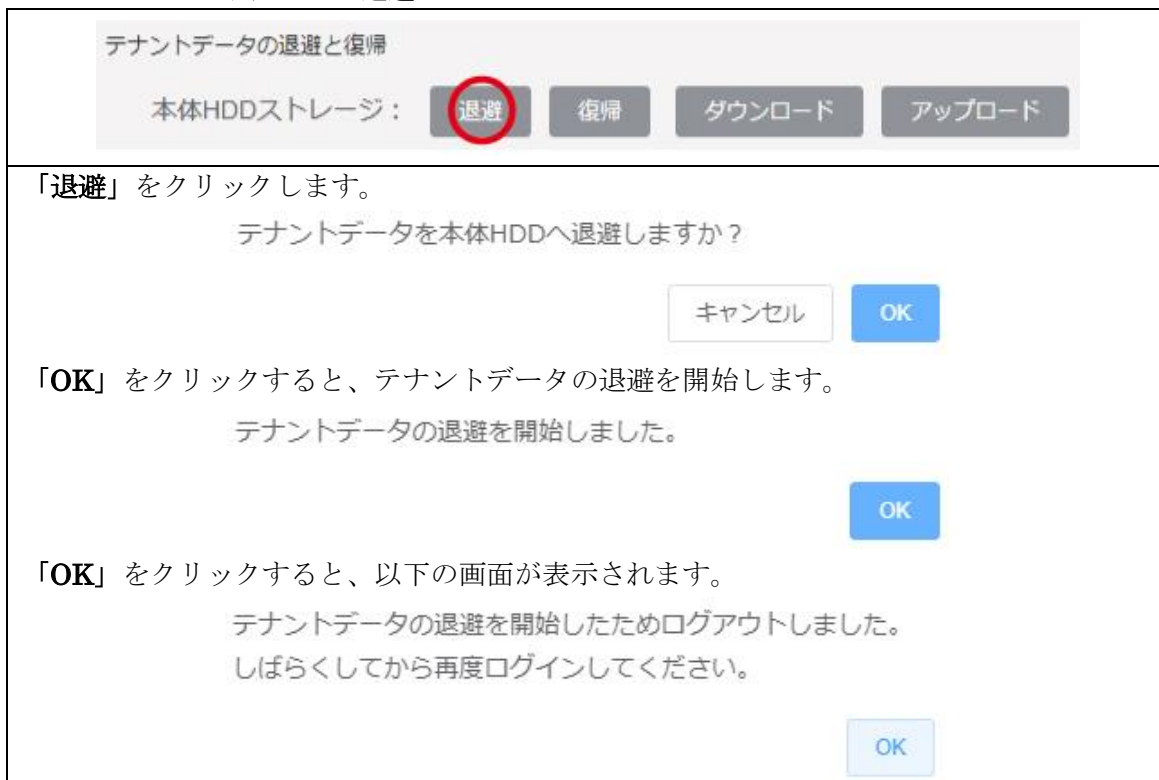 テナントデータの退避と復帰
本体HDDストレージ： 退避 復帰 ダウンロード アップロード
「退避」をクリックします。
テナントデータを本体HDDへ退避しますか？
キャンセル OK
「OK」をクリックすると、テナントデータの退避を開始します。
テナントデータの退避を開始しました。
OK
「OK」をクリックすると、以下の画面が表示されます。
テナントデータの退避を開始したためログアウトしました。
しばらくしてから再度ログインしてください。
OK